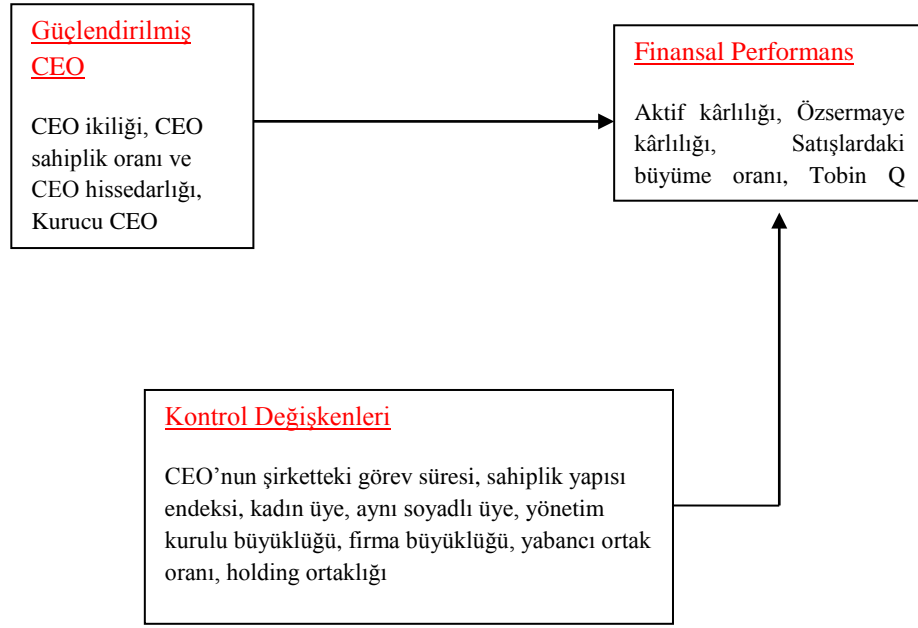 Güçlendirilmiş
CEO
CEO ikiliği, CEO
sahiplik oranı ve
CEO hissedarlığı,
Kurucu CEO
Finansal Performans
Aktif kârlılığı, Özsermaye
kârlılığı, Satışlardaki
büyüme oranı, Tobin Q
Kontrol Değişkenleri
CEO’nun şirketteki görev süresi, sahiplik yapısı
endeksi, kadın üye, aynı soyadlı üye, yönetim
kurulu büyüklüğü, firma büyüklüğü, yabancı ortak
oranı, holding ortaklığı